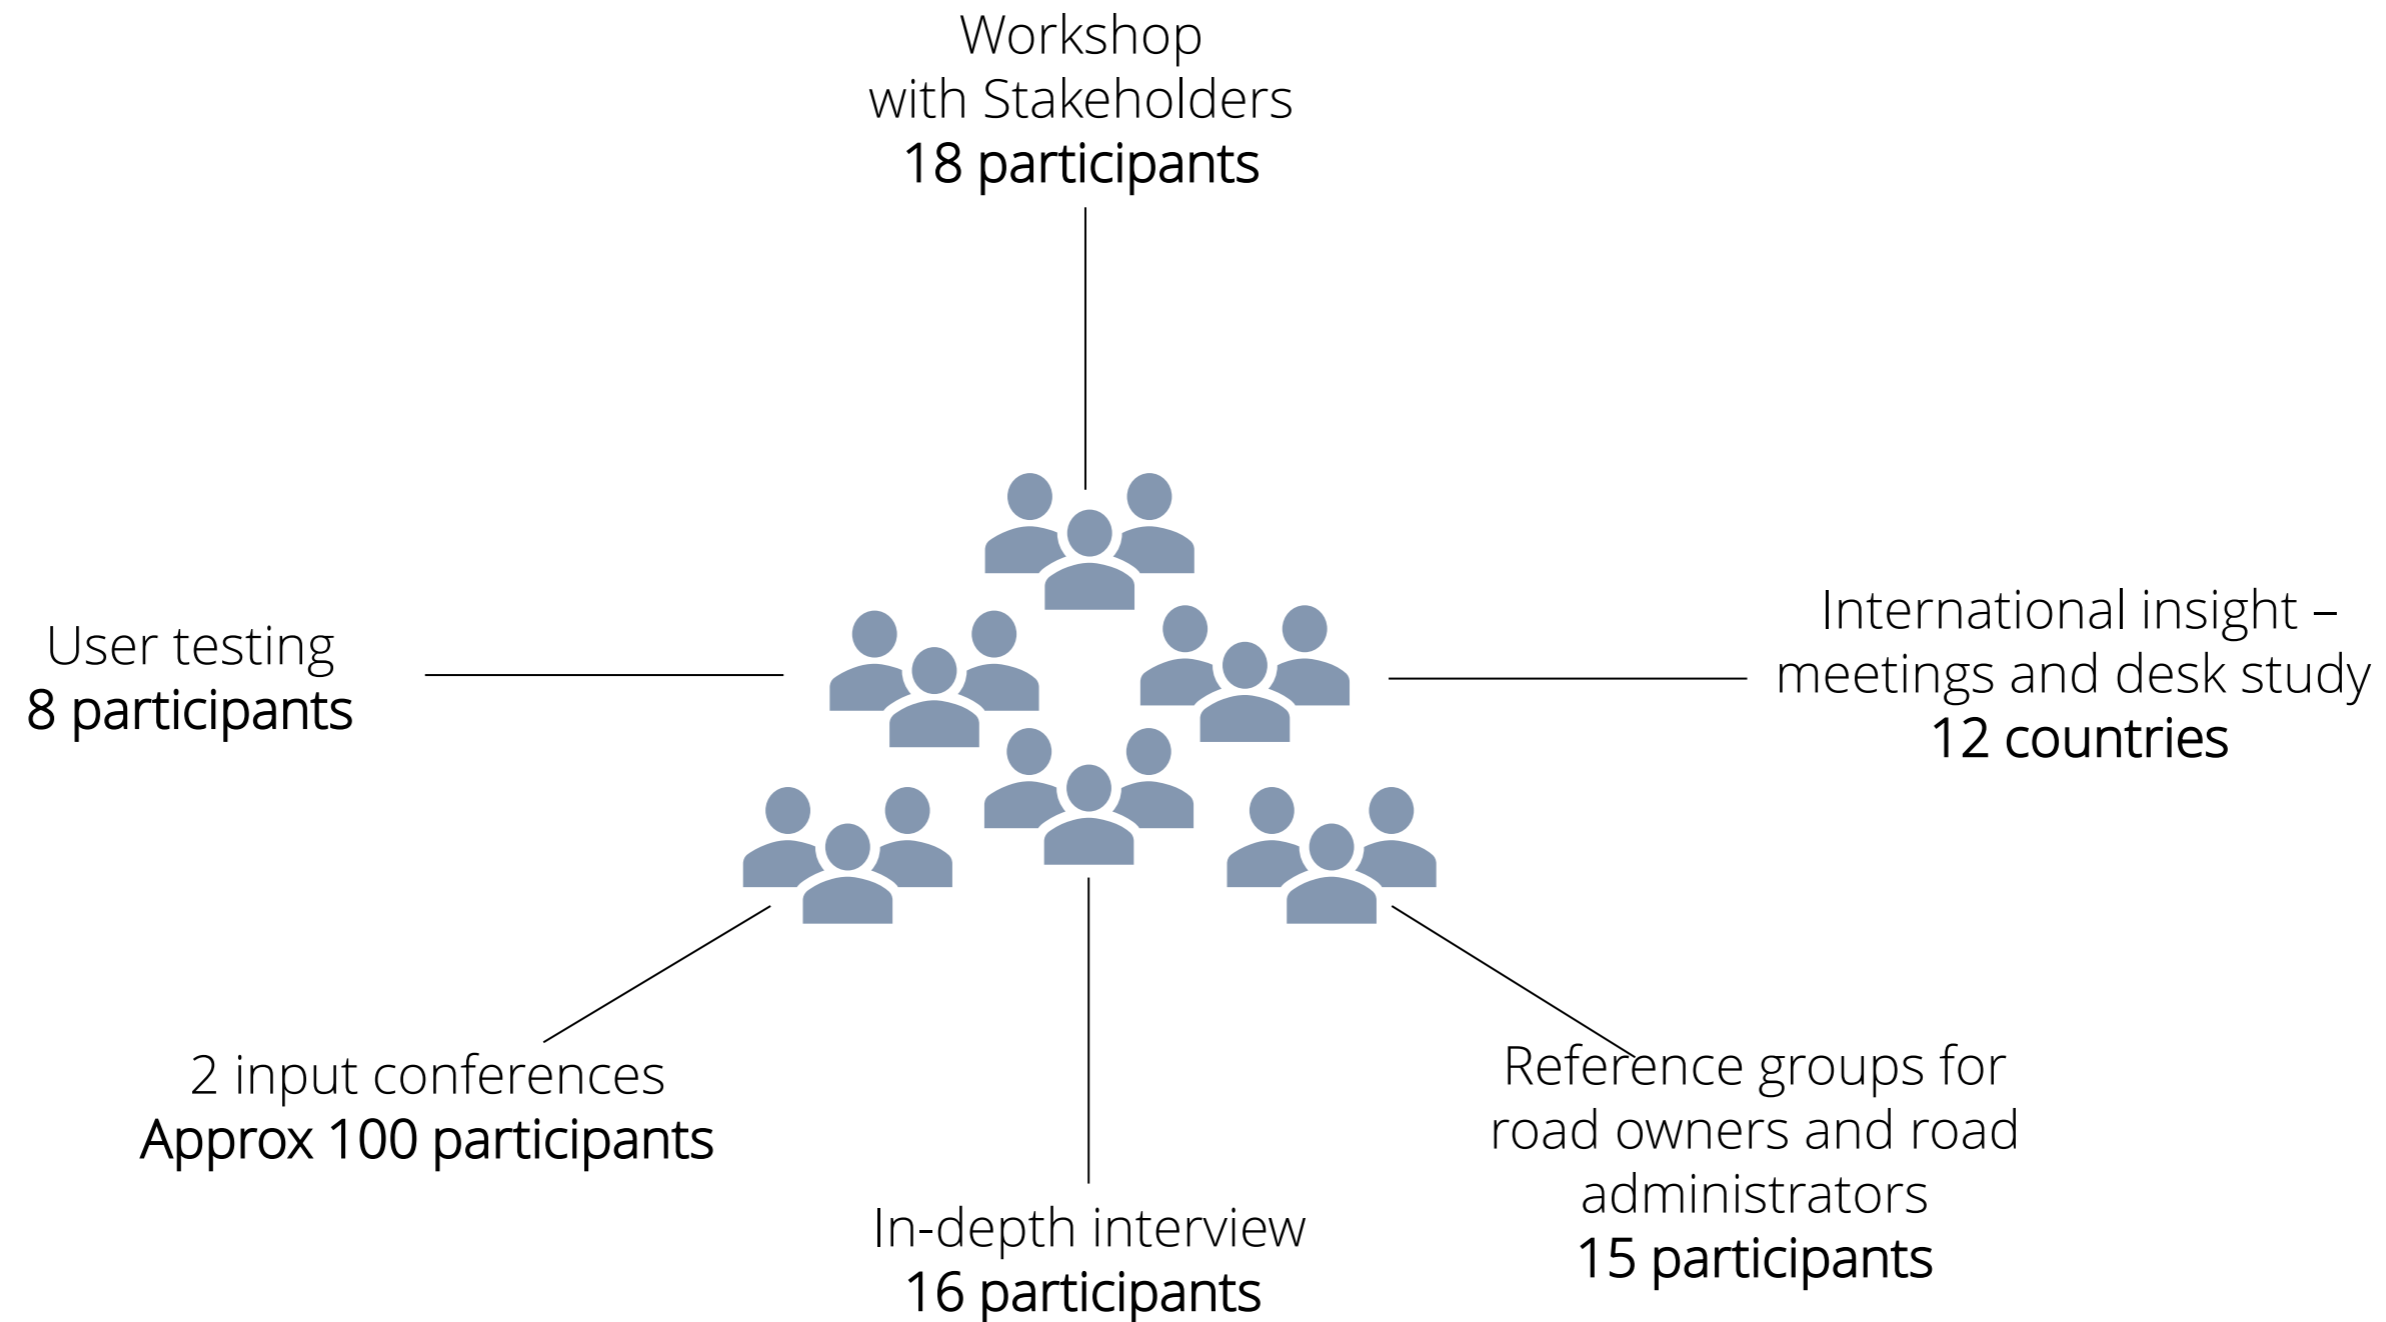 Workshop
with Stakeholders
18 participants
User testing
8 participants
International insight –
meetings and desk study
12 countries
2 input conferences
Approx 100 participants
In-depth interview
16 participants
Reference groups for
road owners and road
administrators
15 participants